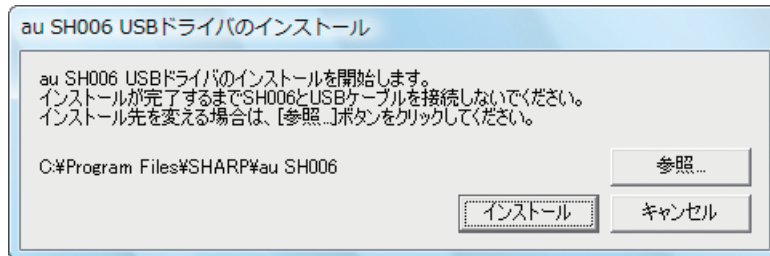 au SH006 USBドライバのインストール
au SH006 USBドライバのインストールを開始します。
インストールが完了するまでSH006とUSBケーブルを接続しないでください。
インストール先を変える場合は、[参照...]ボタンをクリックしてください。
C:¥Program Files¥SHARP¥au SH006
参照...
インストール
キャンセル